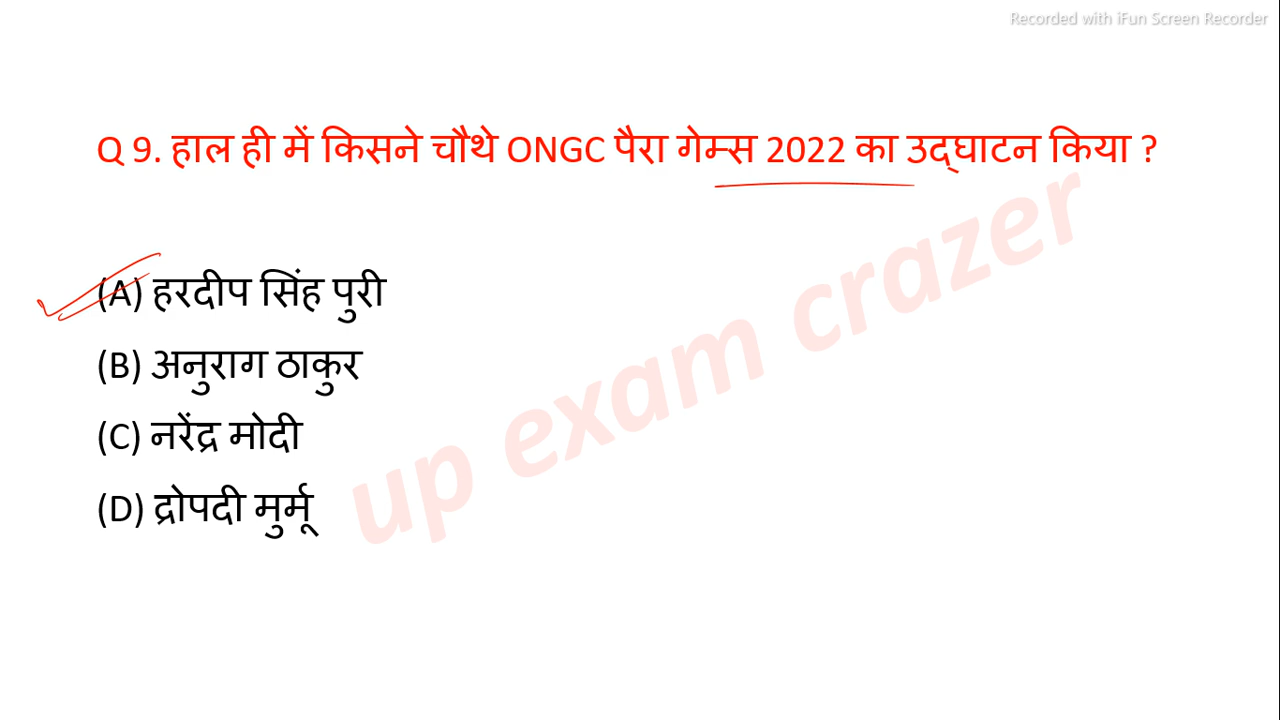 Recorded with iFun Screen Recorder
Q 9. हाल ही में किसने चौथे ONGC पैरा गेम्स 2022 का उद्घाटन किया ?
(A) हरदीप सिंह पुरी
(B) अनुराग ठाकुर
(C) नरेंद्र मोदी
(D) द्रोपदी मुर्मू
up exam crazer